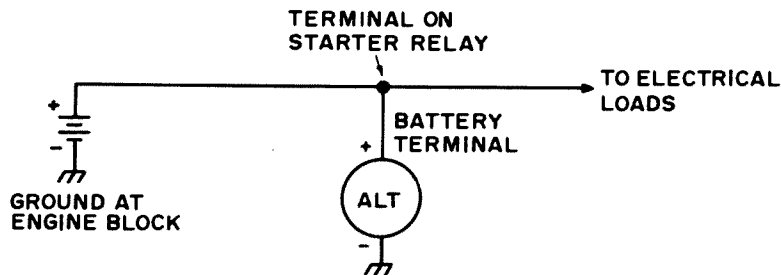 TERMINAL ON
STARTER RELAY
TO ELECTRICAL
LOADS
+
-
BATTERY
TERMINAL
+
ALT
-
GROUND AT
ENGINE BLOCK